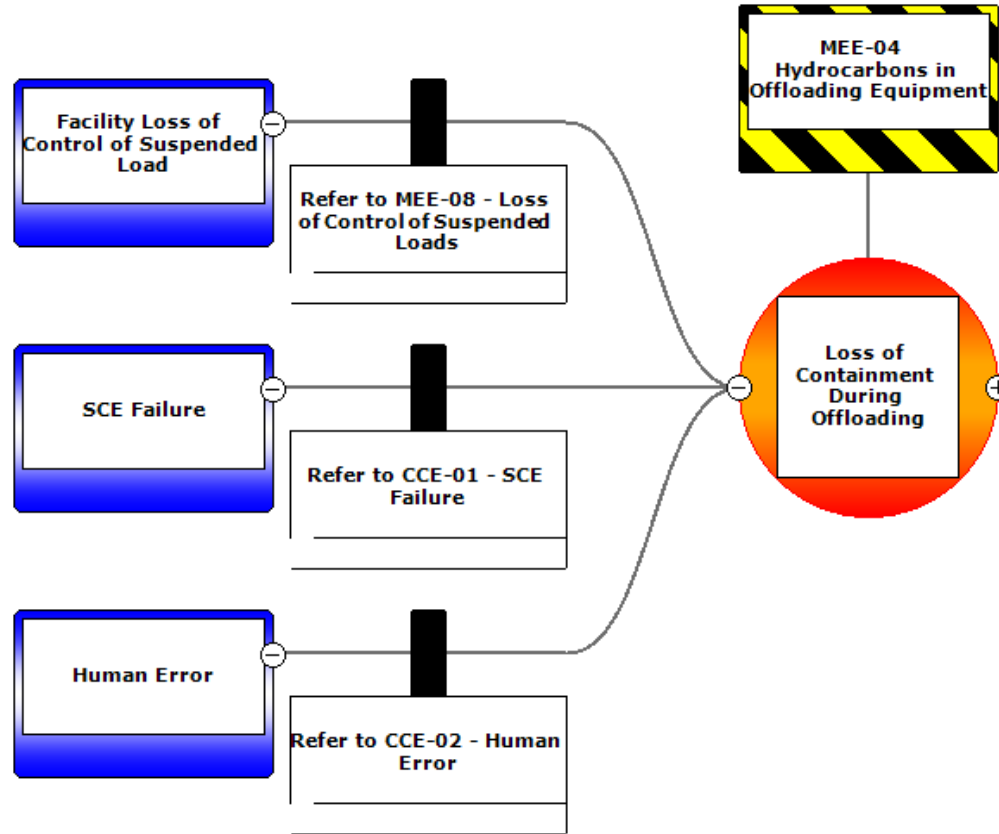 MEE-04
Hydrocarbons in
Offloading Equipment
Facility Loss of
Control of Suspended
Load
Refer to MEE-08 - Loss
of Control of Suspended
Loads
SCE Failure
Refer to CCE-01 - SCE
Failure
Loss of
Containment
During
Offloading
Human Error
Refer to CCE-02 - Human
Error